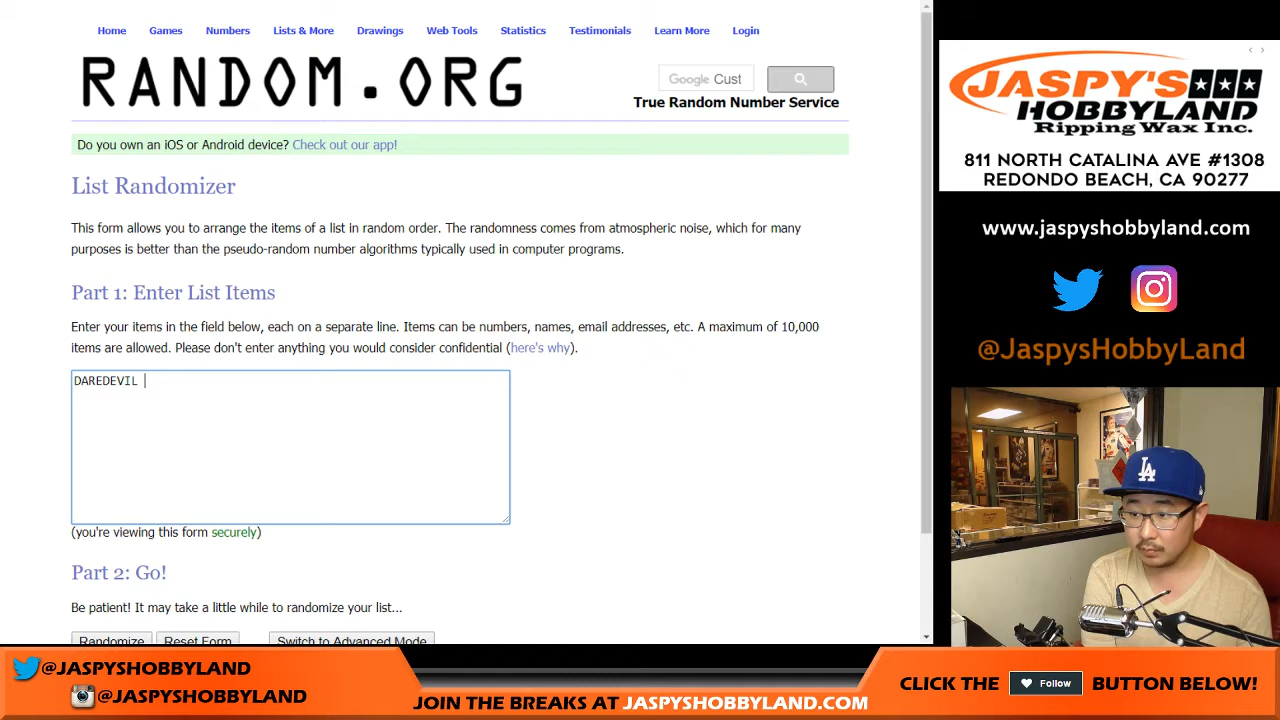 Home Games Numbers Lists & More Drawings Web Tools Statistics Testimonials Learn More Login
RANDOM.ORG
Google Cust
True Random Number Service
Do you own an iOS or Android device? Check out our app!
List Randomizer
This form allows you to arrange the items of a list in random order. The randomness comes from atmospheric noise, which for many
purposes is better than the pseudo-random number algorithms typically used in computer programs.
Part 1: Enter List Items
Enter your items in the field below, each on a separate line. Items can be numbers, names, email addresses, etc. A maximum of 10,000
items are allowed. Please don't enter anything you would consider confidential (here's why).
DAREDEVIL
(you're viewing this form securely)
Part 2: Go!
Be patient! It may take a little while to randomize your list...
Randomize Reset Form Switch to Advanced Mode
JASPY'S
HOBBYLAND
Ripping Wax Inc.
811 NORTH CATALINA AVE #1308
REDONDO BEACH, CA 90277
www.jaspyshobbyland.com
@JaspysHobbyLand
LA
@JASPYSHOBBYLAND
@JASPYSHOBBYLAND
JOIN THE BREAKS AT JASPYSHOBBYLAND.COM
CLICK THE Follow BUTTON BELOW!